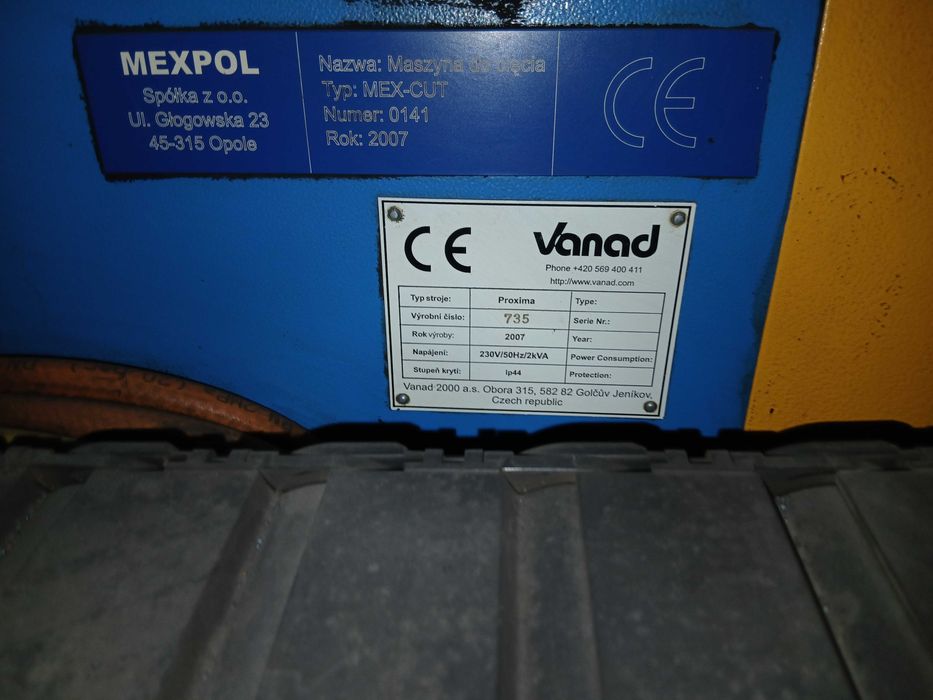 MEXPOL
Spółka z o.o.
Ul. Głogowska 23
45-315 Opole
Nazwa: Maszyna do cięcia
Typ: MEX-CUT
Numer: 0141
Rok: 2007
CE
CE
Vanad
Phone +420 569 400 411
http://www.vanad.com
Typ stroje: Proxima Type:
Výrobní číslo: 735 Serie Nr.:
Rok výroby: 2007 Year:
Napájení: 230V/50Hz/2kVA Power Consumption:
Stupeň krytí: ip44 Protection:
Vanad 2000 a.s. Obora 315, 582 82 Golčův Jeníkov,
Czech republic